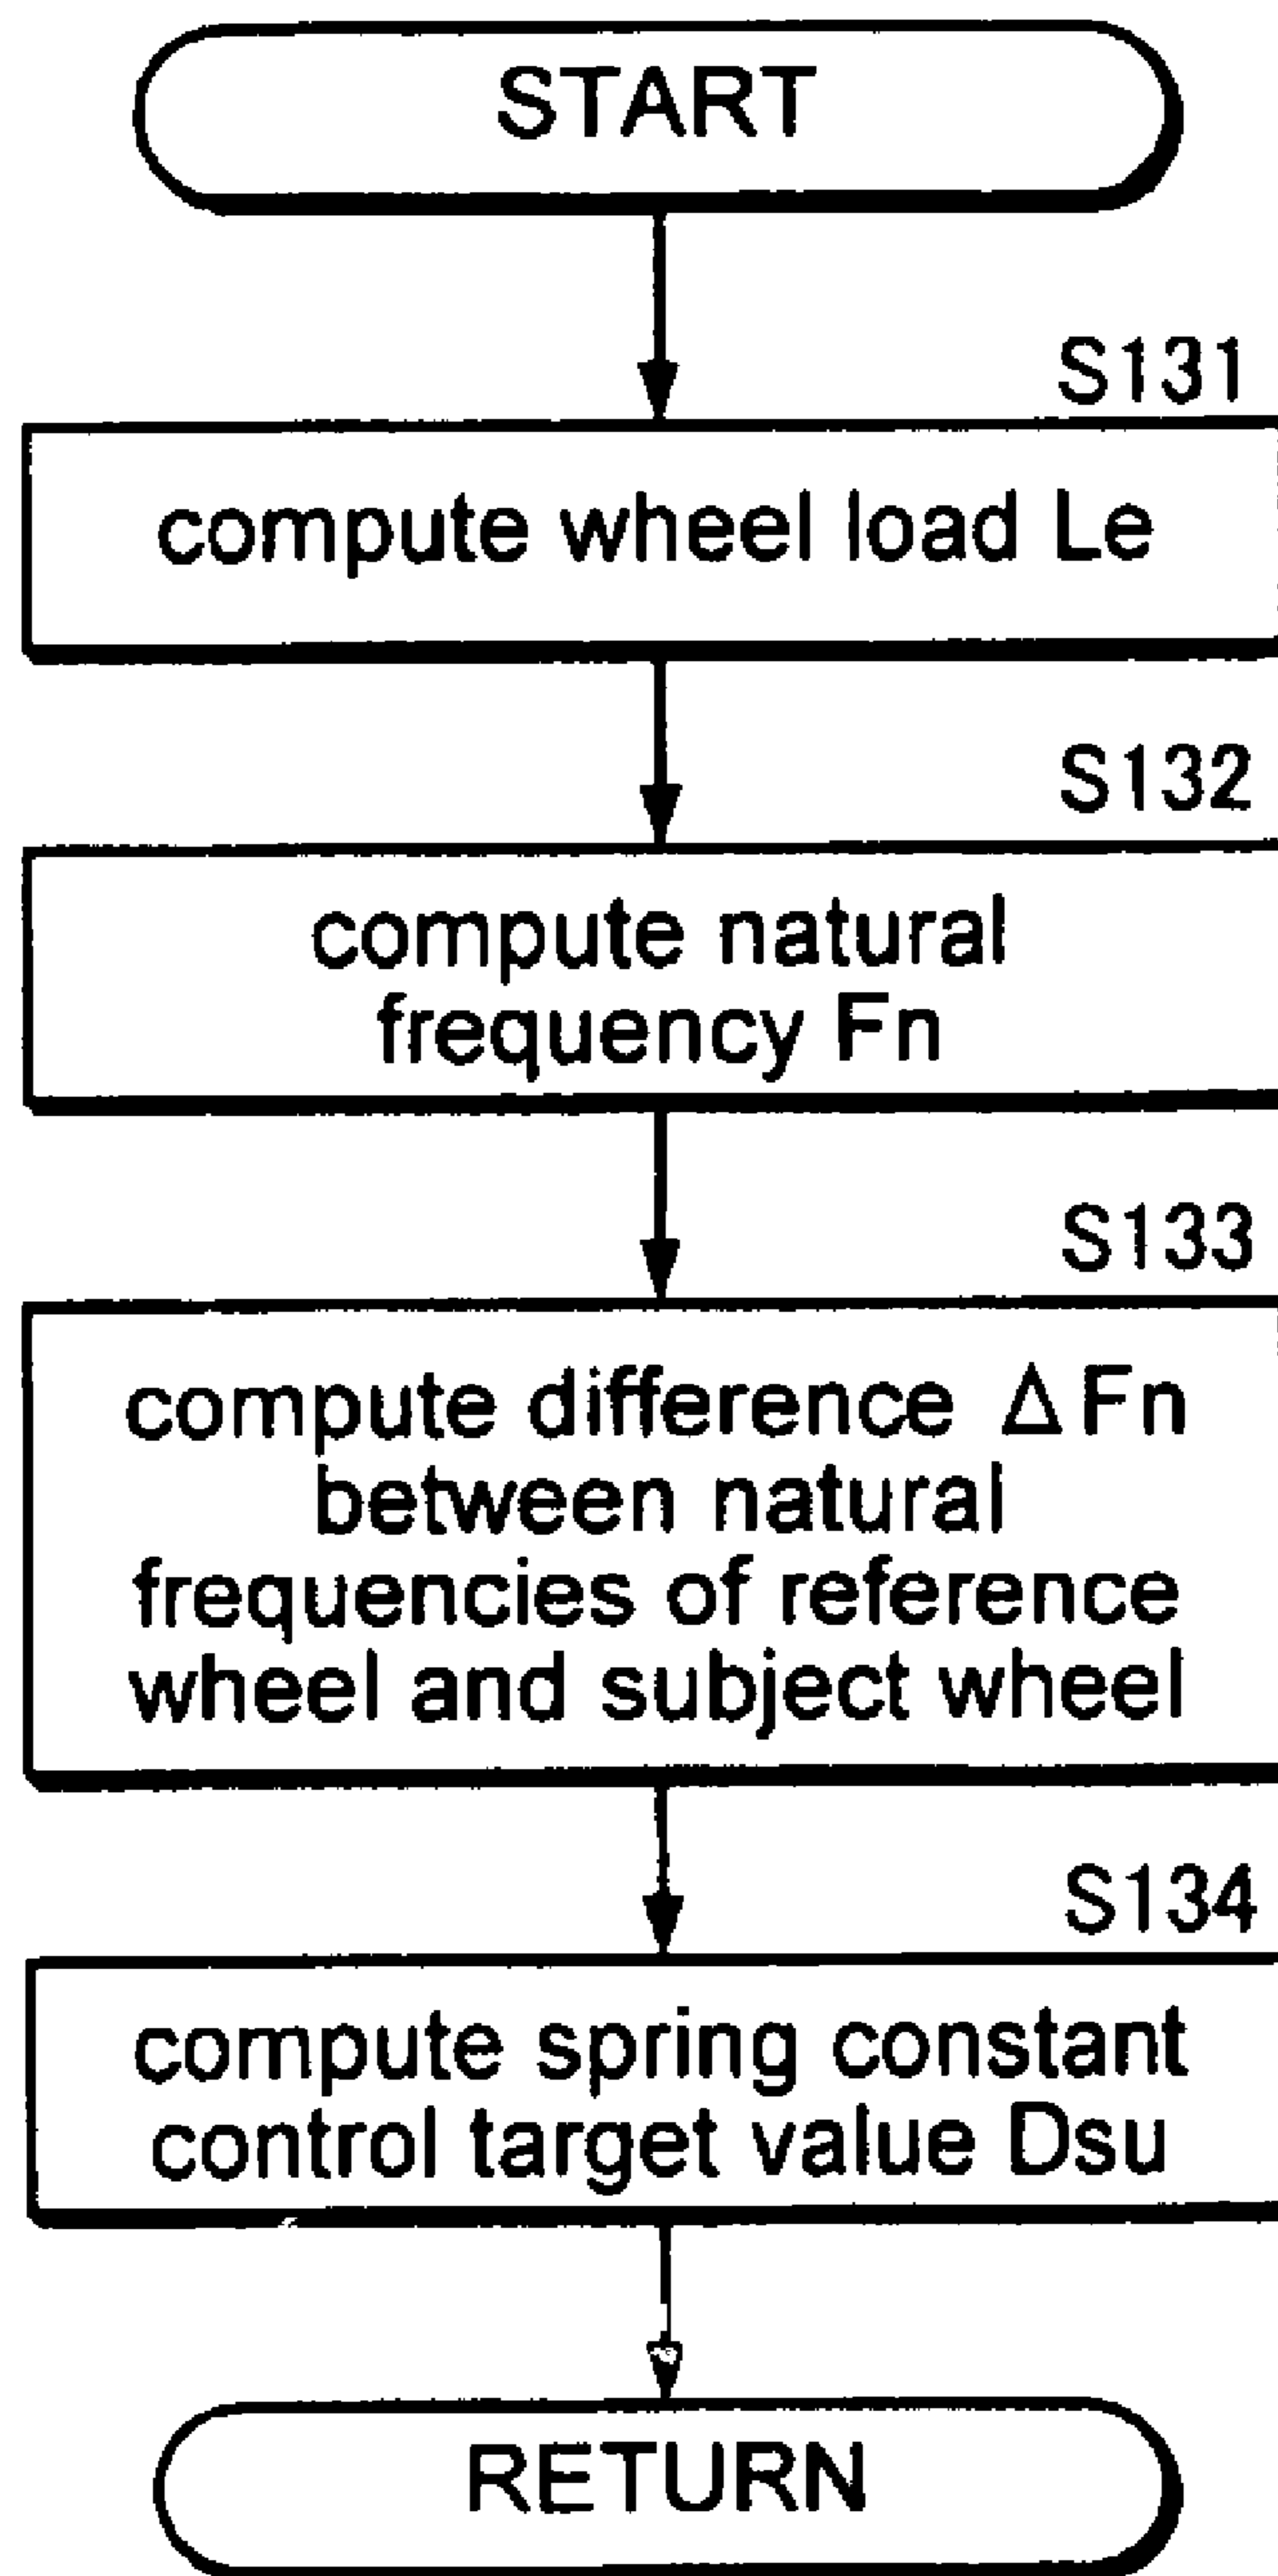 START
S131
compute wheel load Le
S132
compute natural
frequency Fn
S133
compute difference ΔFn
between natural
frequencies of reference
wheel and subject wheel
S134
compute spring constant
control target value Dsu
RETURN